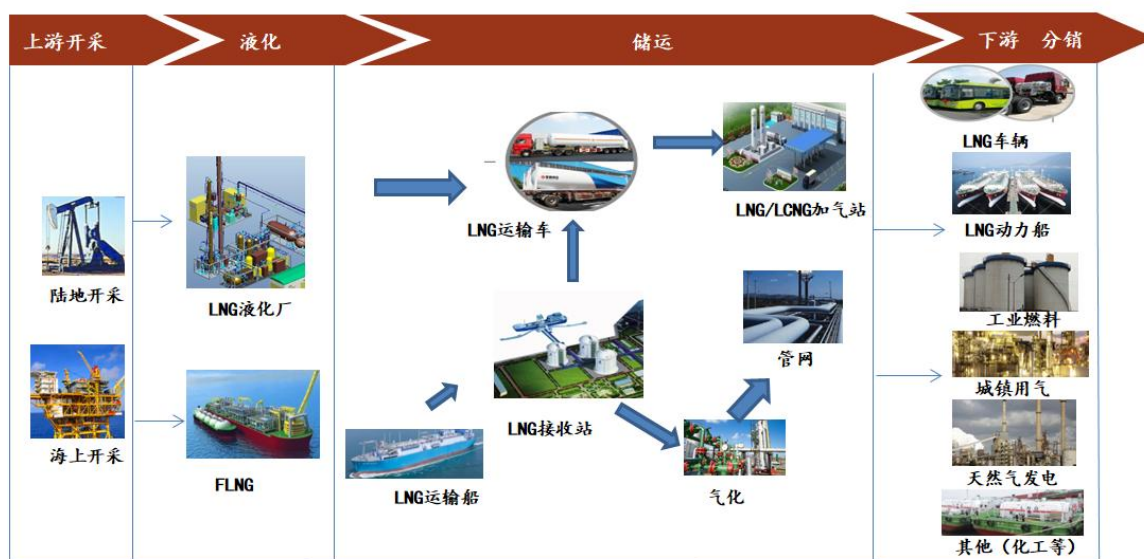 上游开采
液化
储运
下游 分销
LNG车辆
LNG运输车
LNG/LCNG加气站
LNG动力船
陆地开采
LNG液化厂
工业燃料
管网
城镇用气
LNG接收站
海上开采
FLNG
LNG运输船
气化
天然气发电
其他（化工等）